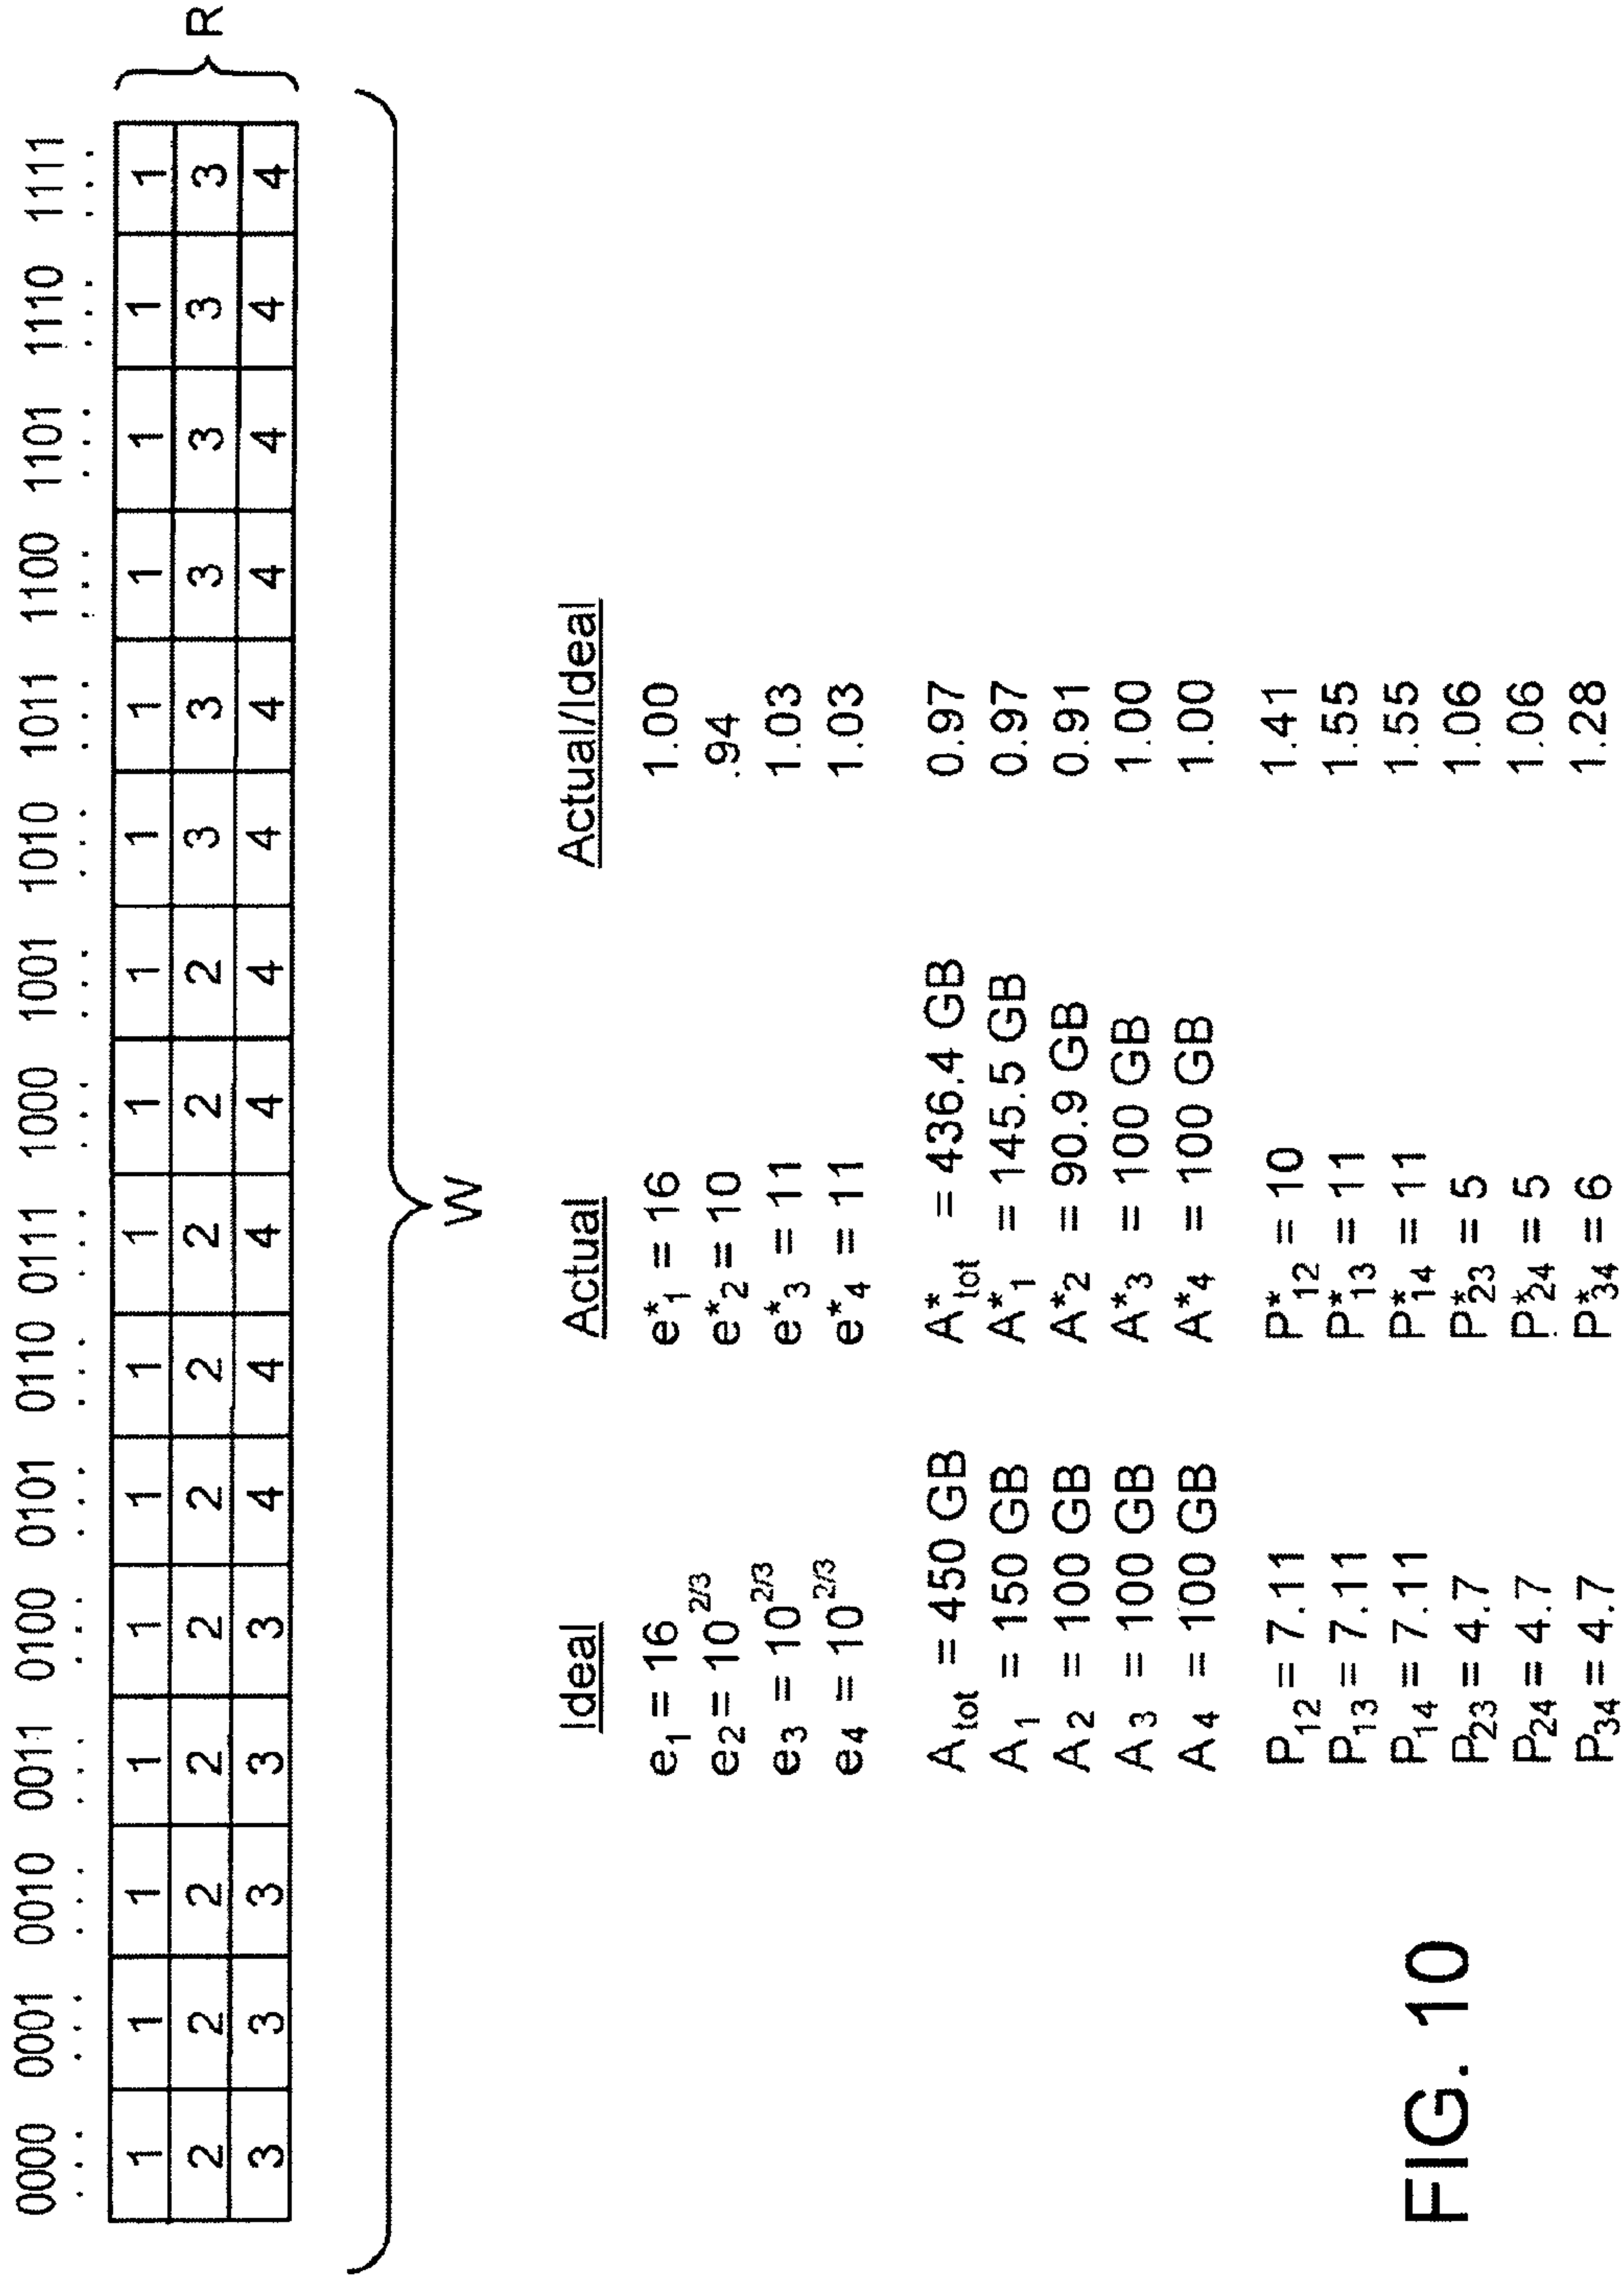 0000 0001 0010 0011 0100 0101 0110 0111 1000 1001 1010 1011 1100 1101 1110 1111
1 1 1 1 1 1 1 1 1 1 1 1 1 1 1 1
2 2 2 2 2 2 2 2 2 2 3 3 3 3 3 3
3 3 3 3 3 4 4 4 4 4 4 4 4 4 4 4
R
W
Ideal Actual Actual/Ideal
e1 = 16 e*1 = 16 1.00
e2 = 10 2/3 e*2 = 10 .94
e3 = 10 2/3 e*3 = 11 1.03
e4 = 10 2/3 e*4 = 11 1.03
Atot = 450 GB A*tot = 436.4 GB 0.97
A1 = 150 GB A*1 = 145.5 GB 0.97
A2 = 100 GB A*2 = 90.9 GB 0.91
A3 = 100 GB A*3 = 100 GB 1.00
A4 = 100 GB A*4 = 100 GB 1.00
P12 = 7.11 P*12 = 10 1.41
P13 = 7.11 P*13 = 11 1.55
P14 = 7.11 P*14 = 11 1.55
P23 = 4.7 P*23 = 5 1.06
P24 = 4.7 P*24 = 5 1.06
P34 = 4.7 P*34 = 6 1.28
FIG. 10